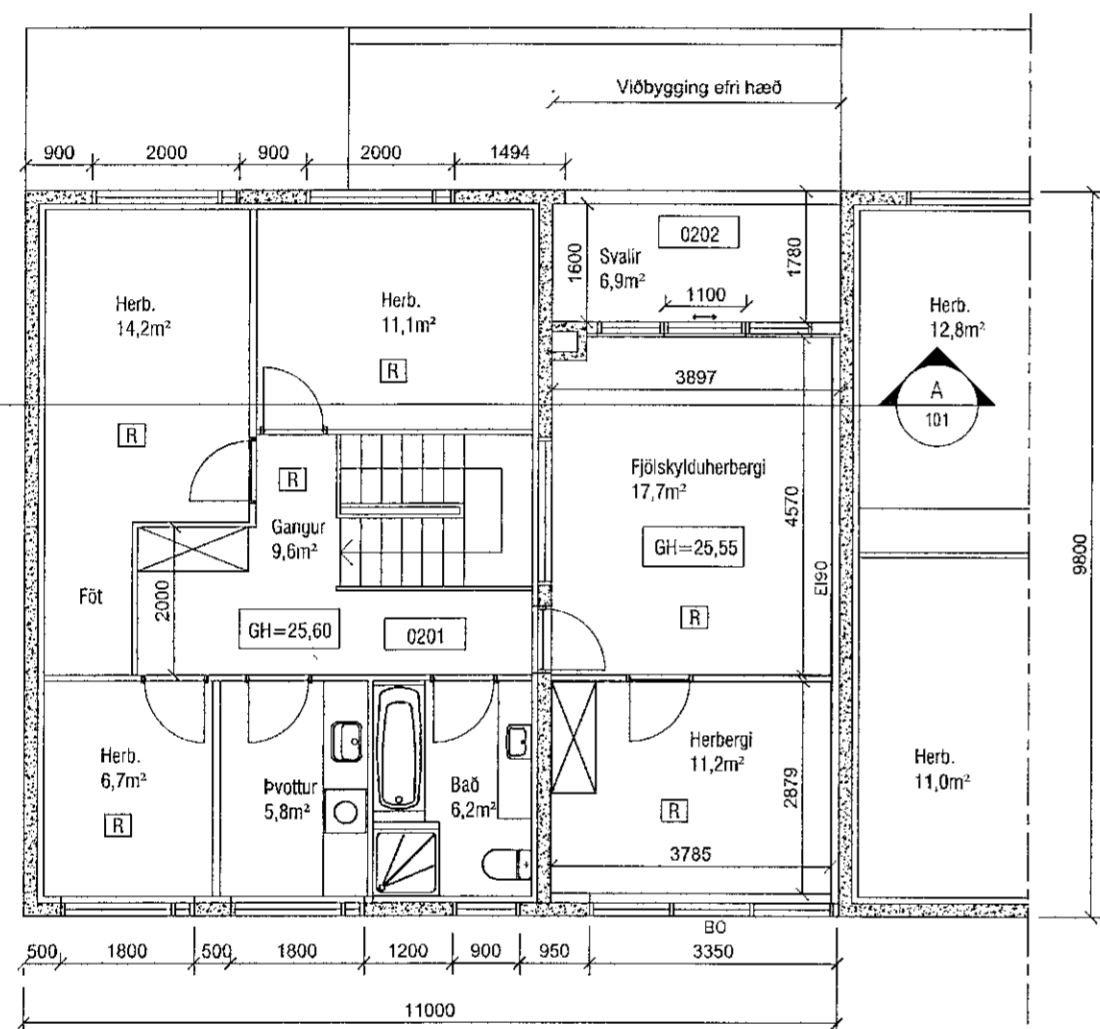 Viðbygging efri hæð
900
2000
900
2000
1494
0202
1600
Svalir
6,9m²
1780
1100
Herb.
14,2m²
Herb.
11,1m²
Herb.
12,8m²
R
3897
A
101
R
Fjölskylduherbergi
17,7m²
4570
R
Gangur
9,6m²
GH=25,55
9800
EI90
Föt
2000
GH=25,60
0201
R
Herb.
6,7m²
Þvottur
5,8m²
Bað
6,2m²
Herbergi
11,2m²
Herb.
11,0m²
2879
R
R
3785
BO
500
1800
500
1800
1200
900
950
3350
11000